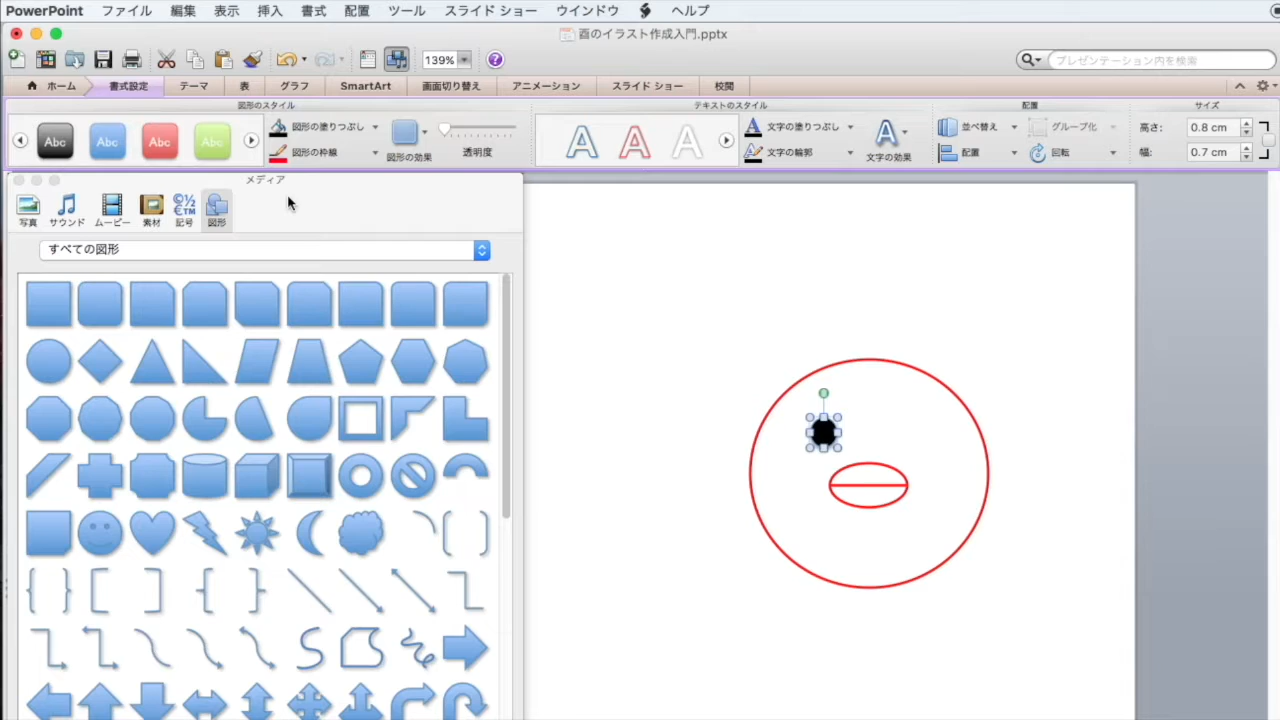 PowerPoint ファイル 編集 表示 挿入 書式 配置 ツール スライド ショー ウインドウ ヘルプ
酉のイラスト作成入門.pptx
139% ?
プレゼンテーション内を検索
ホーム 書式設定 テーマ 表 グラフ SmartArt 画面切り替え アニメーション スライド ショー 校閲
図形のスタイル テキストのスタイル 配置 サイズ
Abc Abc Abc Abc 図形の塗りつぶし 文字の塗りつぶし 並べ替え グループ化 高さ: 0.8 cm
図形の枠線 図形の効果 透明度 A A A 文字の輪郭 文字の効果 配置 回転 幅: 0.7 cm
メディア
写真 サウンド ムービー 素材 記号 図形
すべての図形